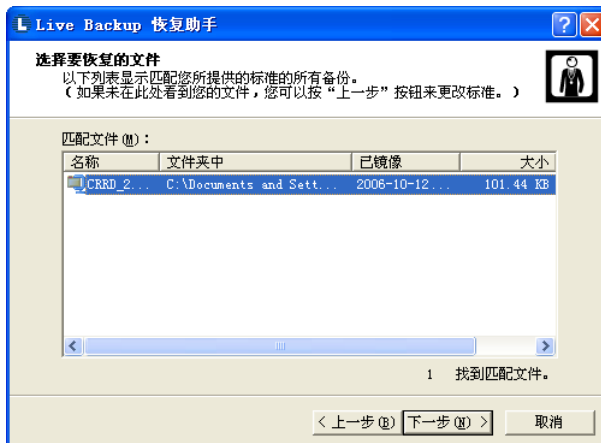 Live Backup 恢复助手
选择要恢复的文件
以下列表显示匹配您所提供的标准的所有备份。
(如果未在此处看到您的文件,您可以按“上一步”按钮来更改标准。)
匹配文件(M):
名称 文件夹中 已镜像 大小
CRRD_2... C:\Documents and Sett... 2006-10-12... 101.44 KB
1 找到匹配文件。
<上一步(B) 下一步(N)> 取消